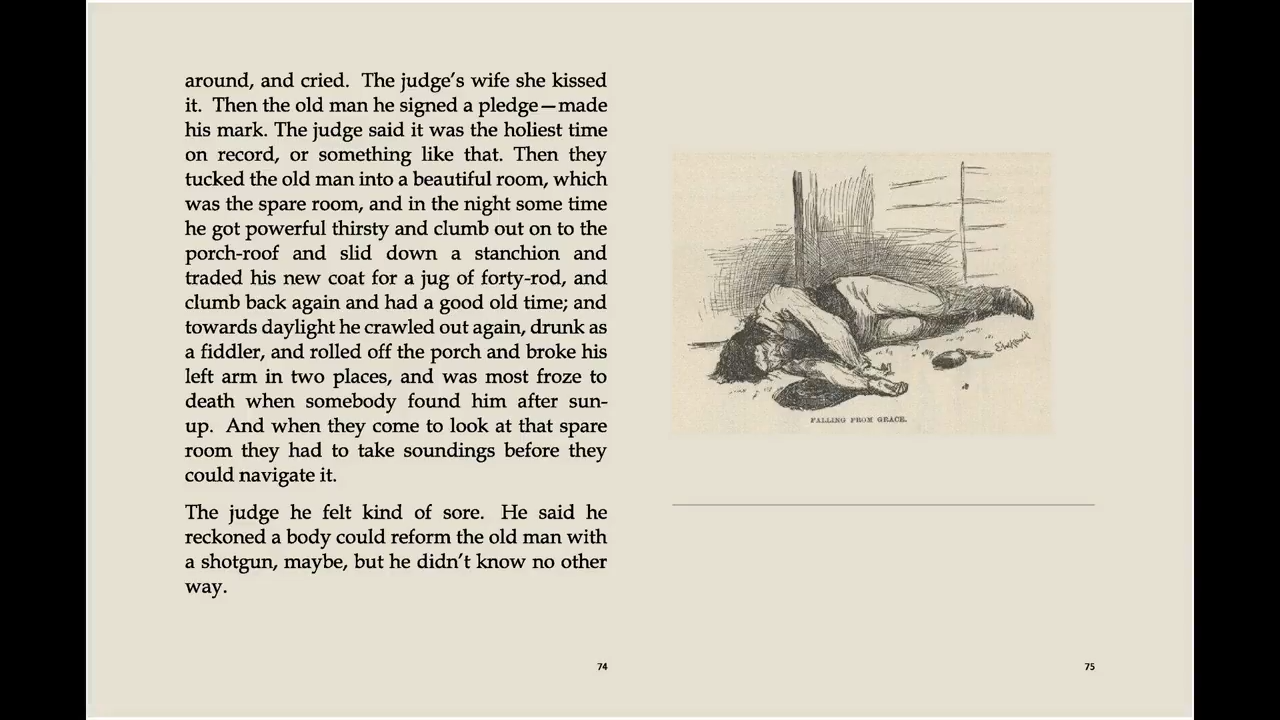 around, and cried.  The judge’s wife she kissed
it.  Then the old man he signed a pledge—made
his mark. The judge said it was the holiest time
on record, or something like that. Then they
tucked the old man into a beautiful room, which
was the spare room, and in the night some time
he got powerful thirsty and clumb out on to the
porch-roof and slid down a stanchion and
traded his new coat for a jug of forty-rod, and
clumb back again and had a good old time; and
towards daylight he crawled out again, drunk as
a fiddler, and rolled off the porch and broke his
left arm in two places, and was most froze to
death when somebody found him after sun-
up.  And when they come to look at that spare
room they had to take soundings before they
could navigate it.
The judge he felt kind of sore.  He said he
reckoned a body could reform the old man with
a shotgun, maybe, but he didn’t know no other
way.
74
FALLING FROM GRACE.
75